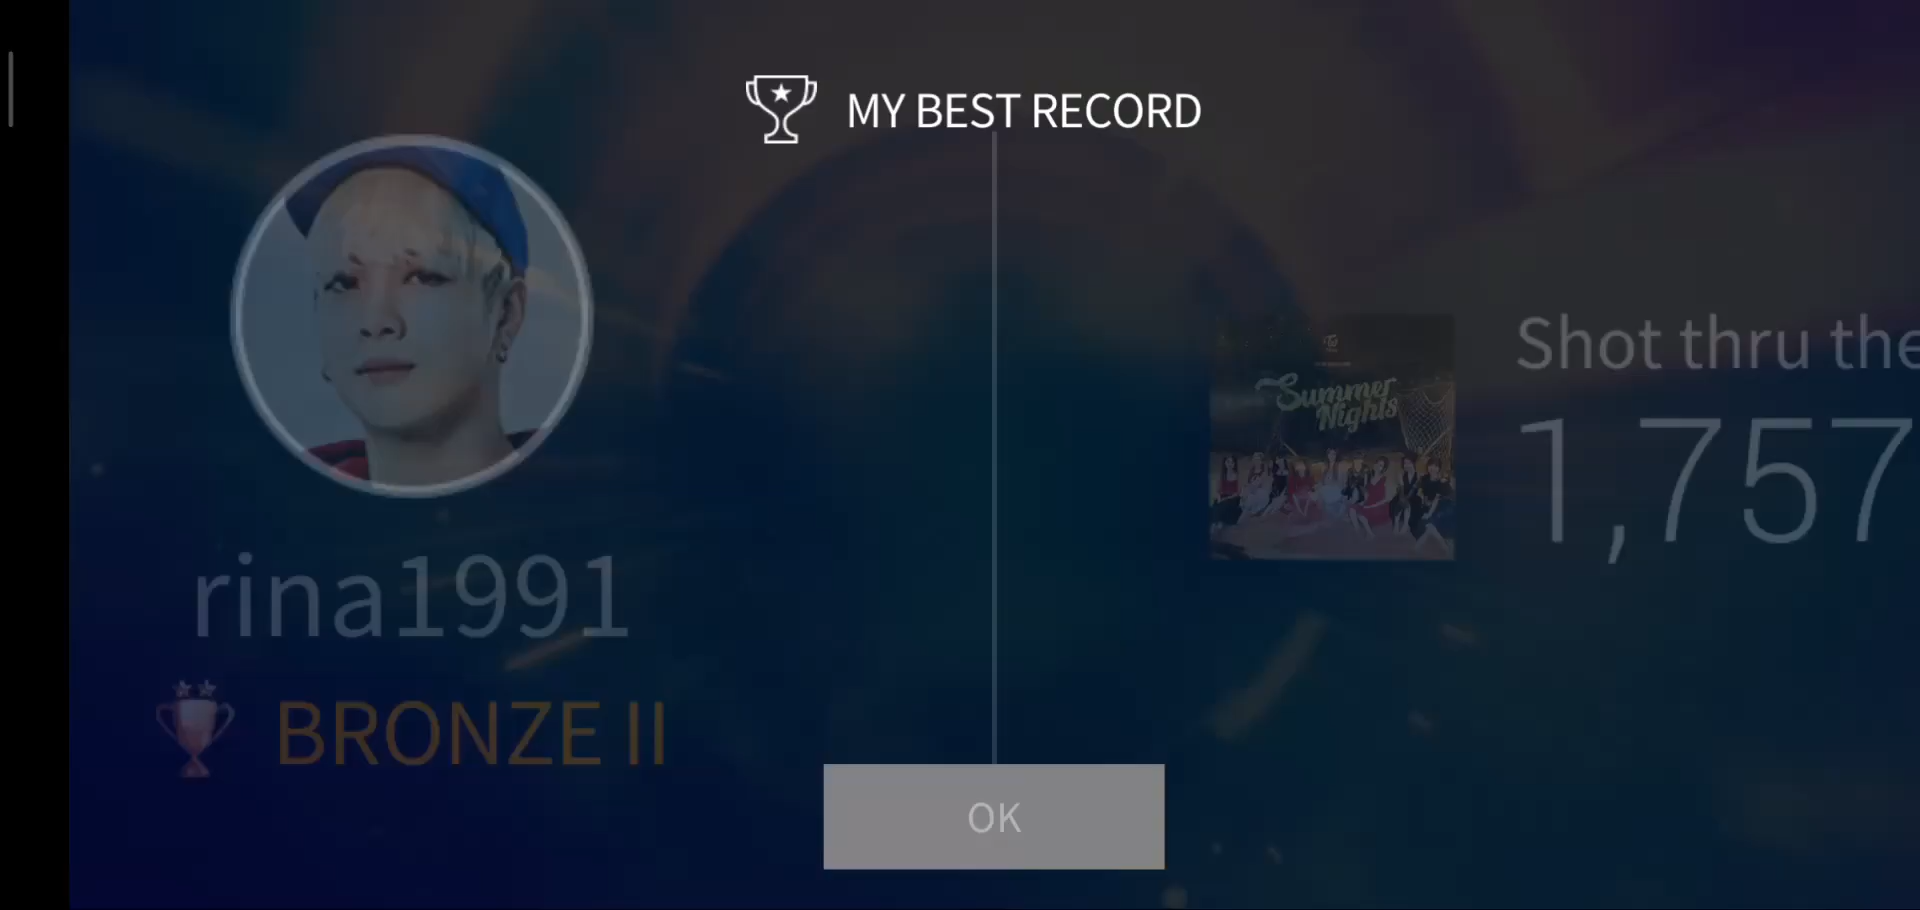 MY BEST RECORD
rina1991
BRONZE II
Summer
Nights
Shot thru the
1,757
OK